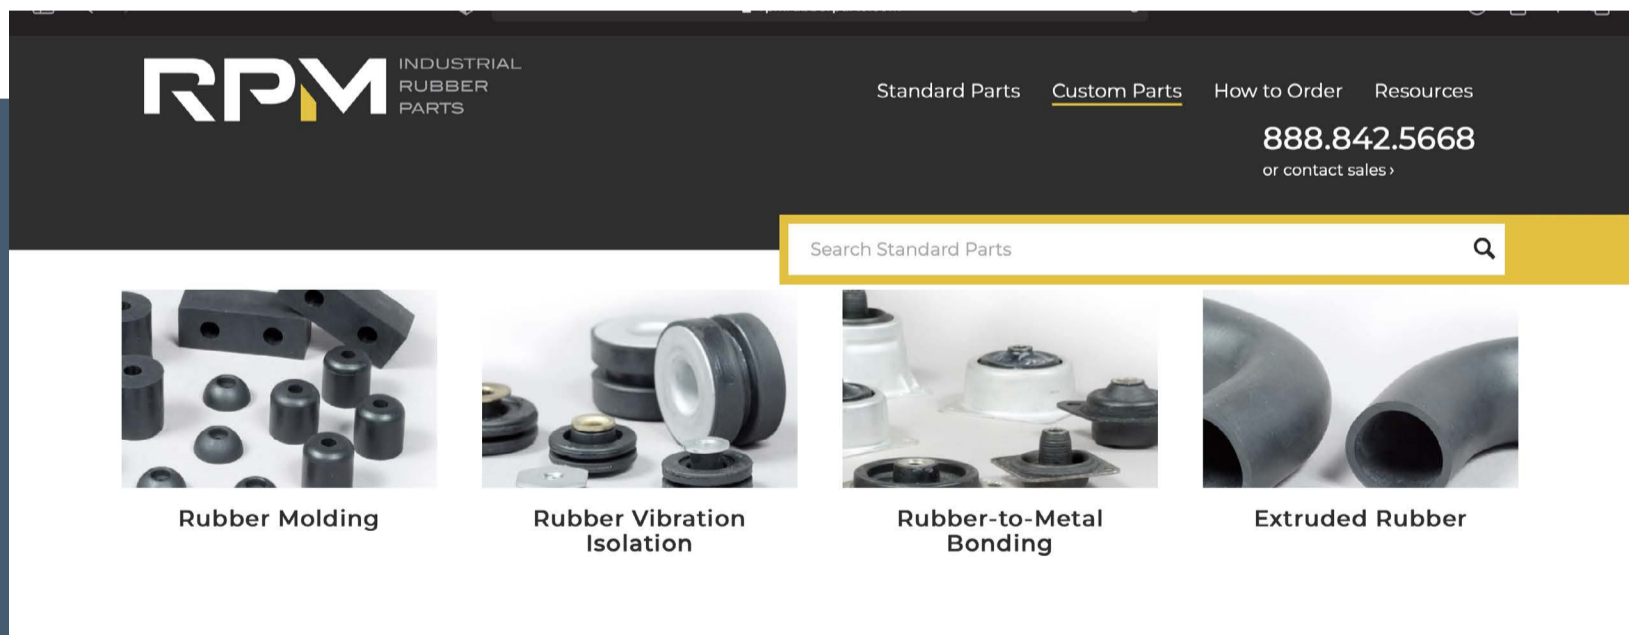 RPM
INDUSTRIAL
RUBBER
PARTS
Standard Parts Custom Parts How to Order Resources
888.842.5668
or contact sales ›
Search Standard Parts
Rubber Molding
Rubber Vibration
Isolation
Rubber-to-Metal
Bonding
Extruded Rubber